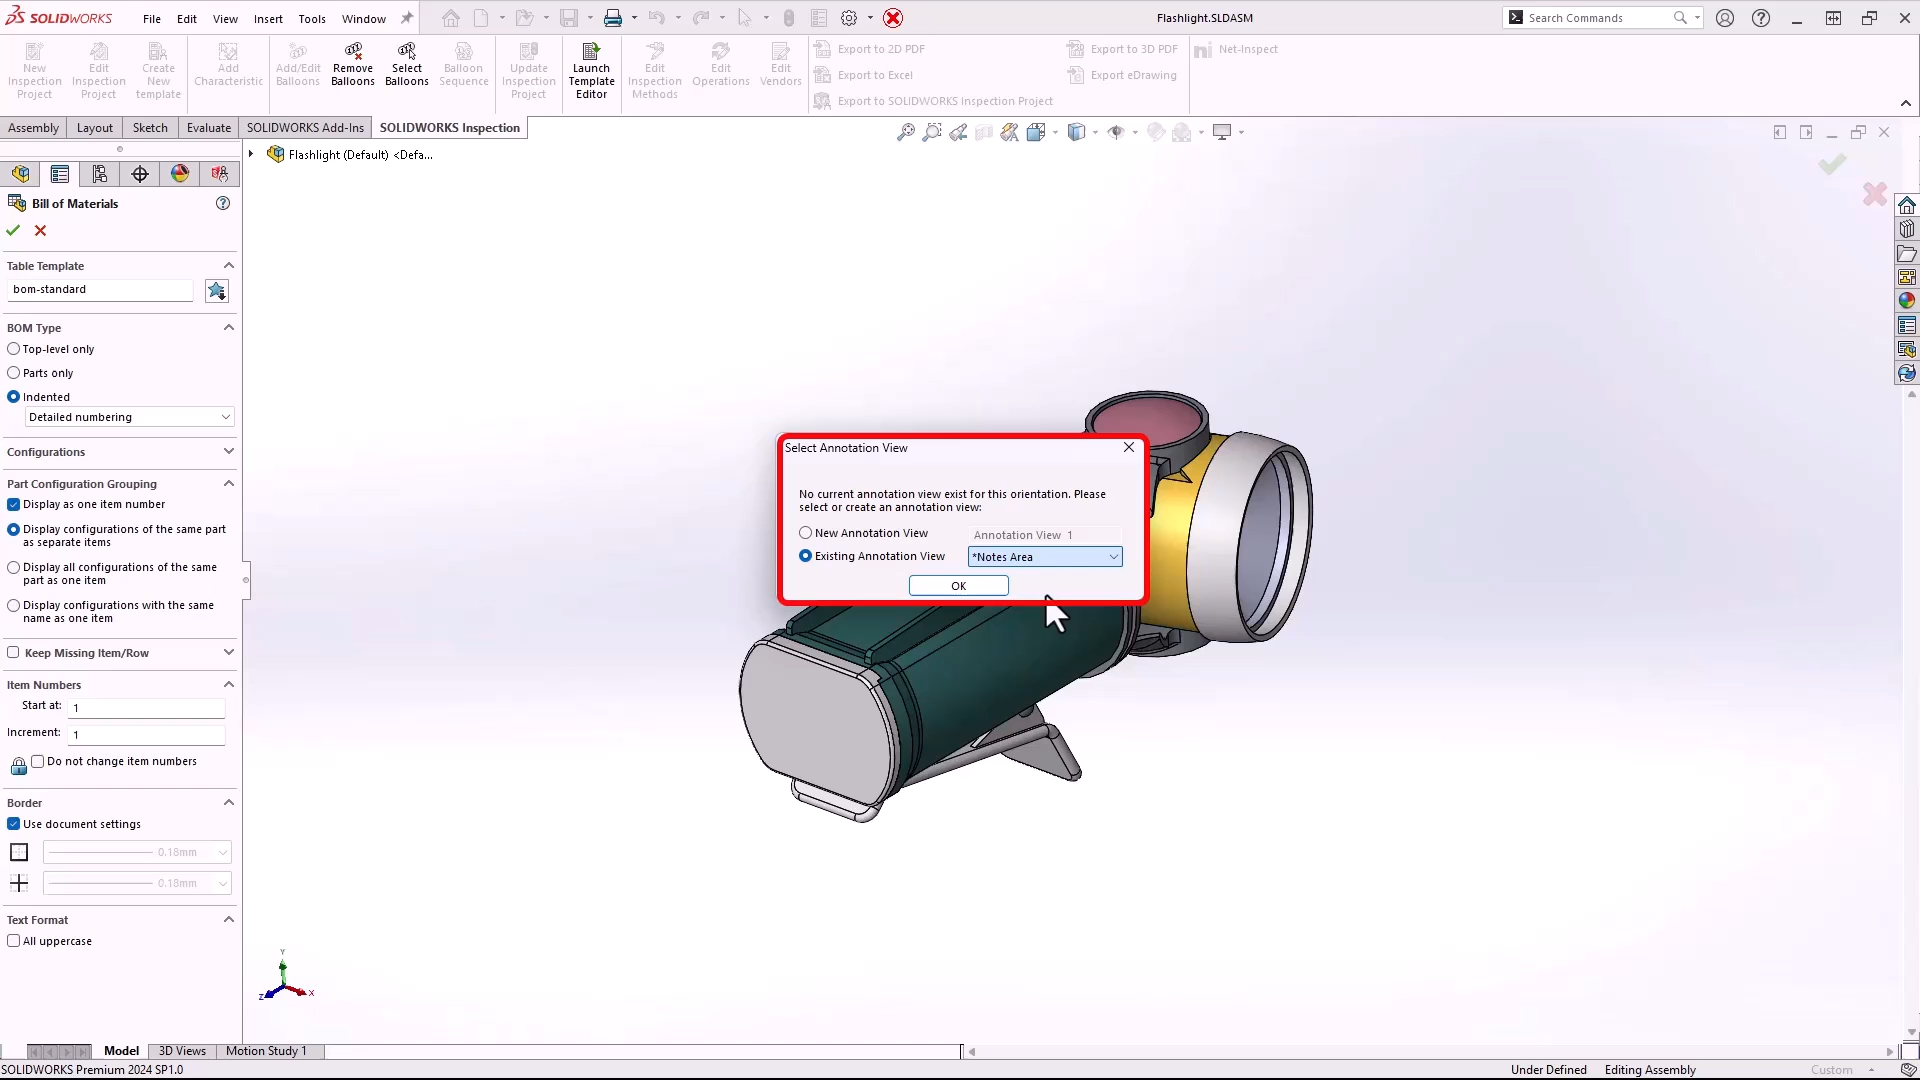 SOLIDWORKS File Edit View Insert Tools Window
Flashlight.SLDASM
Search Commands
New Inspection Project
Edit Inspection Project
Create New template
Add Characteristic
Add/Edit Balloons
Remove Balloons
Select Balloons
Balloon Sequence
Update Inspection Project
Launch Template Editor
Edit Inspection Methods
Edit Operations
Edit Vendors
Export to 2D PDF
Export to Excel
Export to SOLIDWORKS Inspection Project
Export to 3D PDF
Export eDrawing
Net-Inspect
Assembly Layout Sketch Evaluate SOLIDWORKS Add-Ins SOLIDWORKS Inspection
Flashlight (Default) <Defa...
Bill of Materials
Table Template
bom-standard
BOM Type
Top-level only
Parts only
Indented
Detailed numbering
Configurations
Part Configuration Grouping
Display as one item number
Display configurations of the same part
as separate items
Display all configurations of the same
part as one item
Display configurations with the same
name as one item
Keep Missing Item/Row
Item Numbers
Start at: 1
Increment: 1
Do not change item numbers
Border
Use document settings
0.18mm
0.18mm
Text Format
All uppercase
Select Annotation View
No current annotation view exist for this orientation. Please
select or create an annotation view:
New Annotation View Annotation View 1
Existing Annotation View *Notes Area
OK
Y
Z
X
Model 3D Views Motion Study 1
SOLIDWORKS Premium 2024 SP1.0
Under Defined Editing Assembly Custom